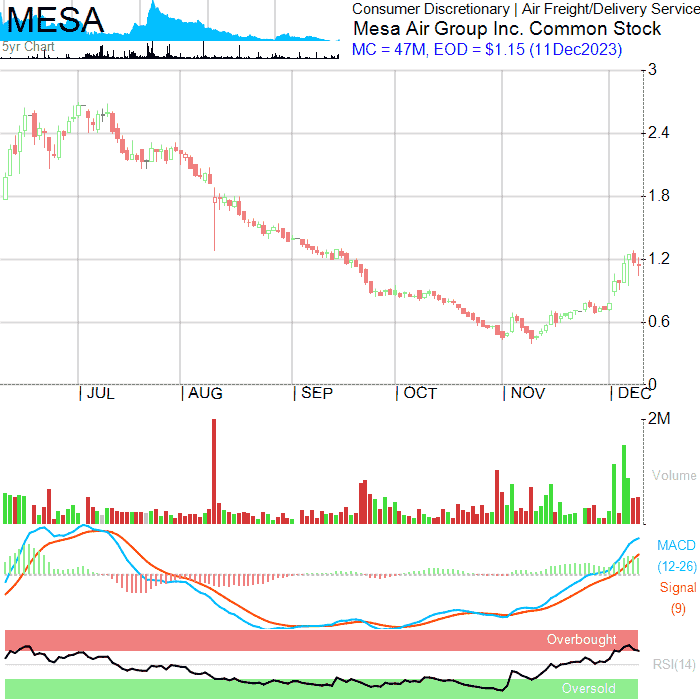 MESA
5yr Chart
Consumer Discretionary | Air Freight/Delivery Service
Mesa Air Group Inc. Common Stock
MC = 47M, EOD = $1.15 (11Dec2023)
3
2.4
1.8
1.2
0.6
0
JUL AUG SEP OCT NOV DEC
2M
Volume
MACD
(12-26)
Signal
(9)
Overbought
RSI(14)
Oversold